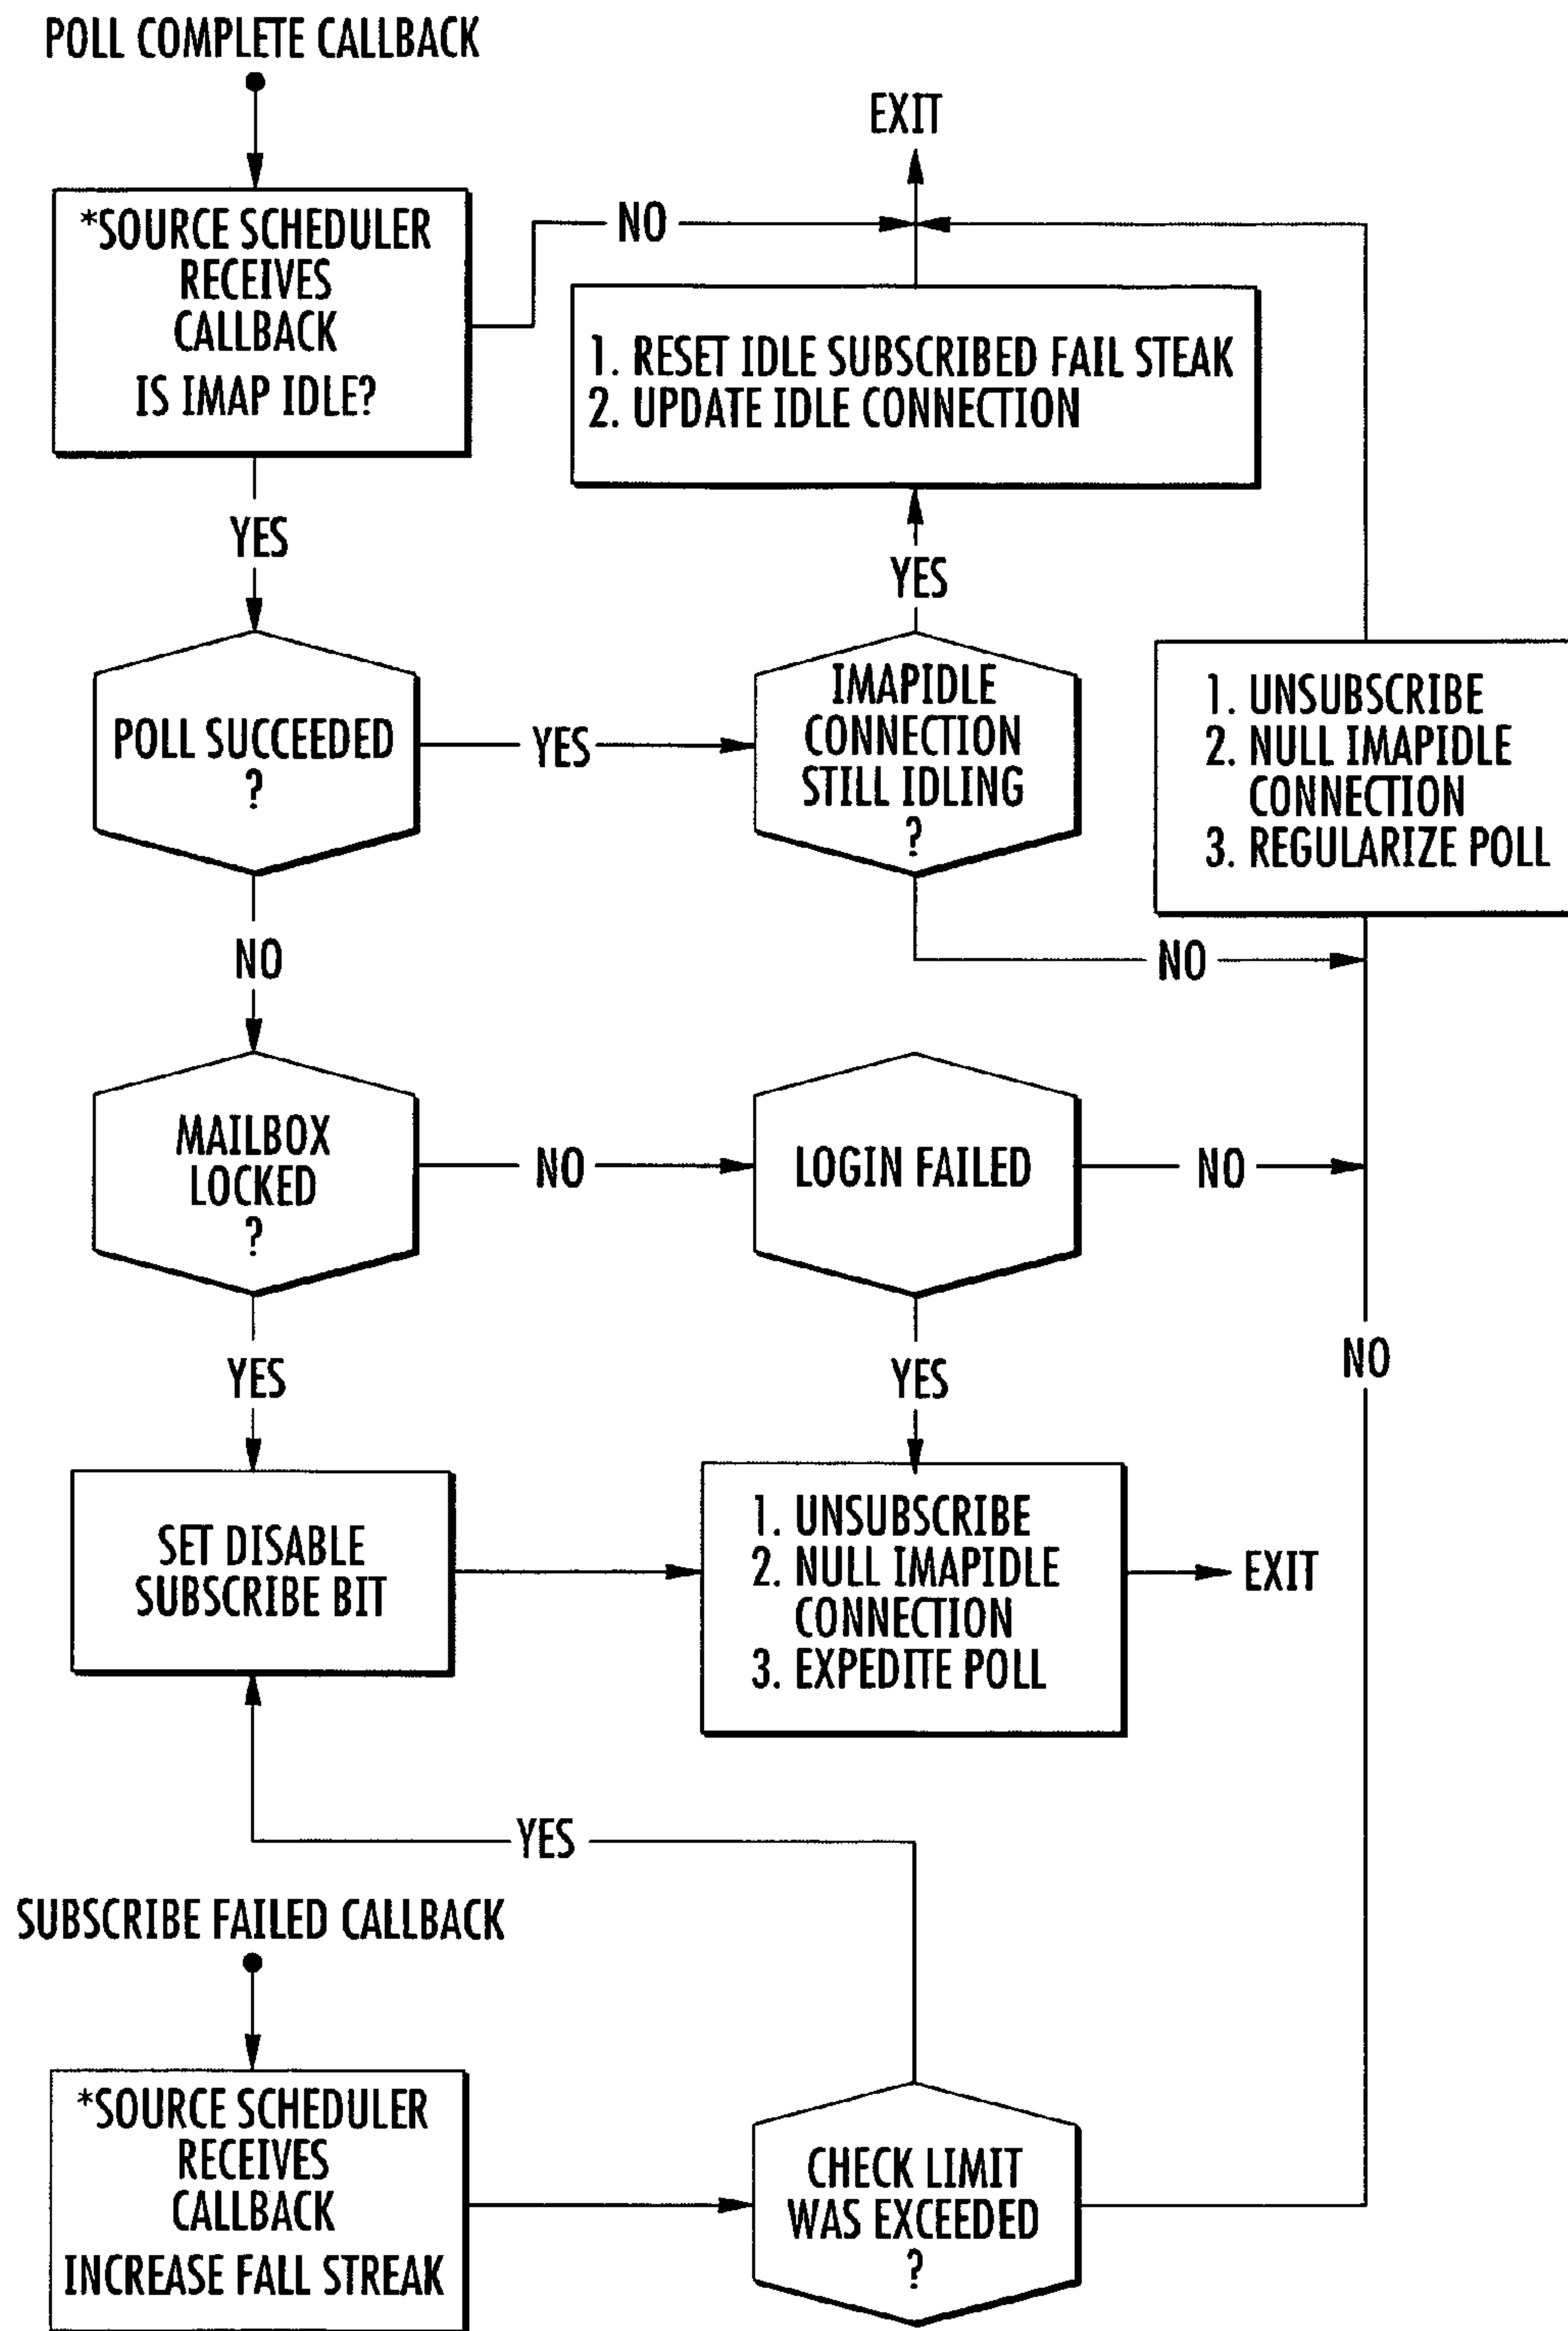 POLL COMPLETE CALLBACK
EXIT
*SOURCE SCHEDULER
RECEIVES
CALLBACK
IS IMAP IDLE?
NO
1. RESET IDLE SUBSCRIBED FAIL STEAK
2. UPDATE IDLE CONNECTION
YES
YES
POLL SUCCEEDED
?
YES
IMAPIDLE
CONNECTION
STILL IDLING
?
1. UNSUBSCRIBE
2. NULL IMAPIDLE
CONNECTION
3. REGULARIZE POLL
NO
NO
MAILBOX
LOCKED
?
NO
LOGIN FAILED
NO
YES
YES
NO
SET DISABLE
SUBSCRIBE BIT
1. UNSUBSCRIBE
2. NULL IMAPIDLE
CONNECTION
3. EXPEDITE POLL
EXIT
YES
SUBSCRIBE FAILED CALLBACK
*SOURCE SCHEDULER
RECEIVES
CALLBACK
INCREASE FALL STREAK
CHECK LIMIT
WAS EXCEEDED
?